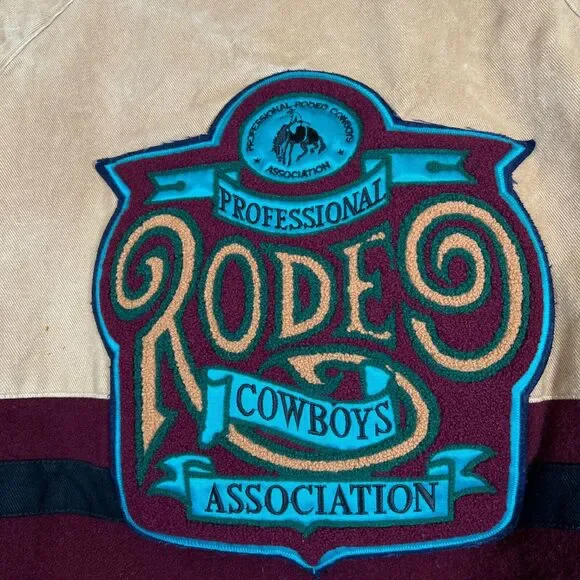 PROFESSIONAL RODEO COWBOYS
ASSOCIATION
PROFESSIONAL
RODEO
COWBOYS
ASSOCIATION